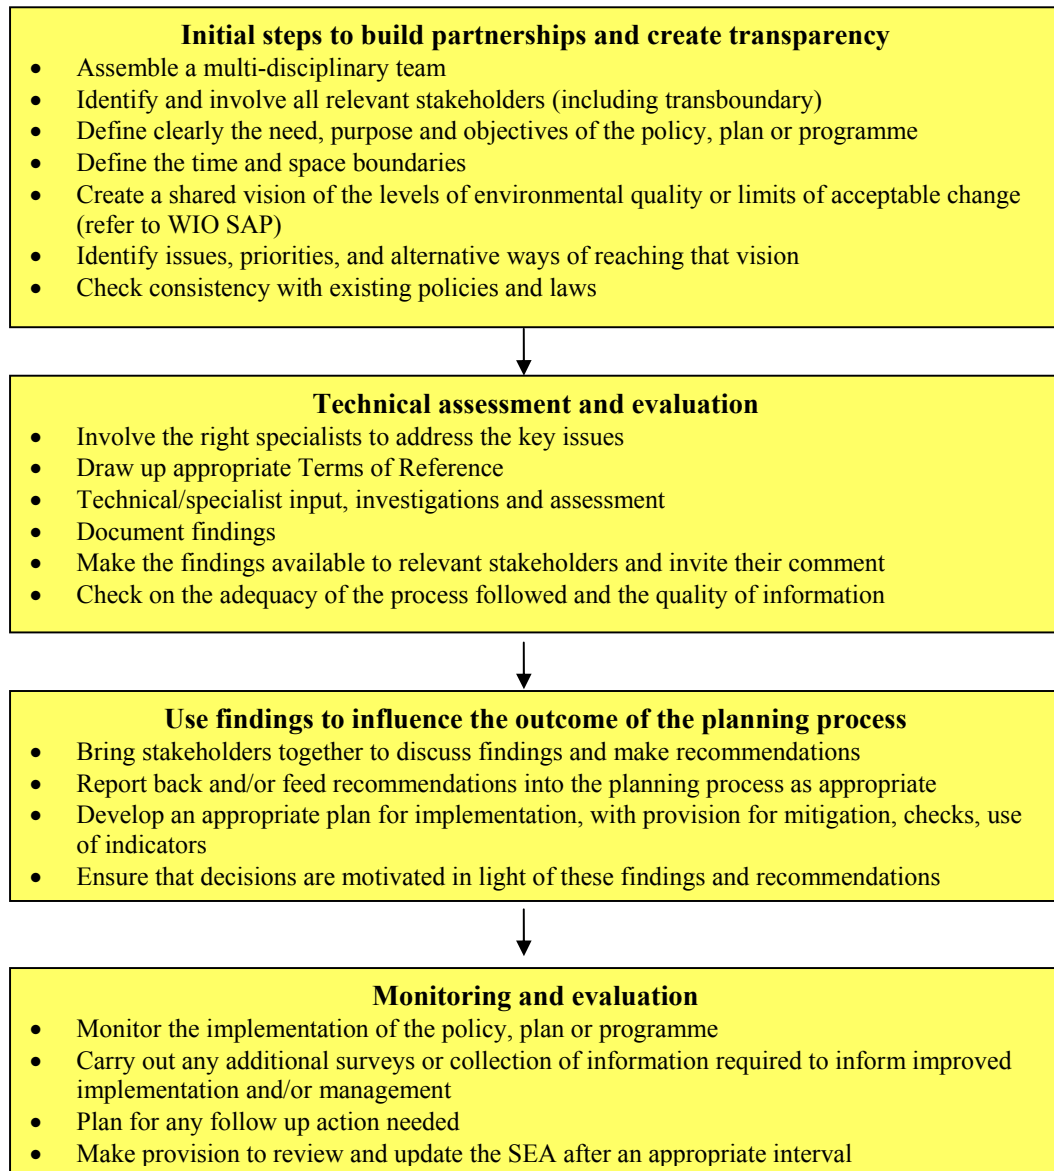 Initial steps to build partnerships and create transparency
• Assemble a multi-disciplinary team
• Identify and involve all relevant stakeholders (including transboundary)
• Define clearly the need, purpose and objectives of the policy, plan or programme
• Define the time and space boundaries
• Create a shared vision of the levels of environmental quality or limits of acceptable change
(refer to WIO SAP)
• Identify issues, priorities, and alternative ways of reaching that vision
• Check consistency with existing policies and laws
Technical assessment and evaluation
• Involve the right specialists to address the key issues
• Draw up appropriate Terms of Reference
• Technical/specialist input, investigations and assessment
• Document findings
• Make the findings available to relevant stakeholders and invite their comment
• Check on the adequacy of the process followed and the quality of information
Use findings to influence the outcome of the planning process
• Bring stakeholders together to discuss findings and make recommendations
• Report back and/or feed recommendations into the planning process as appropriate
• Develop an appropriate plan for implementation, with provision for mitigation, checks, use
of indicators
• Ensure that decisions are motivated in light of these findings and recommendations
Monitoring and evaluation
• Monitor the implementation of the policy, plan or programme
• Carry out any additional surveys or collection of information required to inform improved
implementation and/or management
• Plan for any follow up action needed
• Make provision to review and update the SEA after an appropriate interval